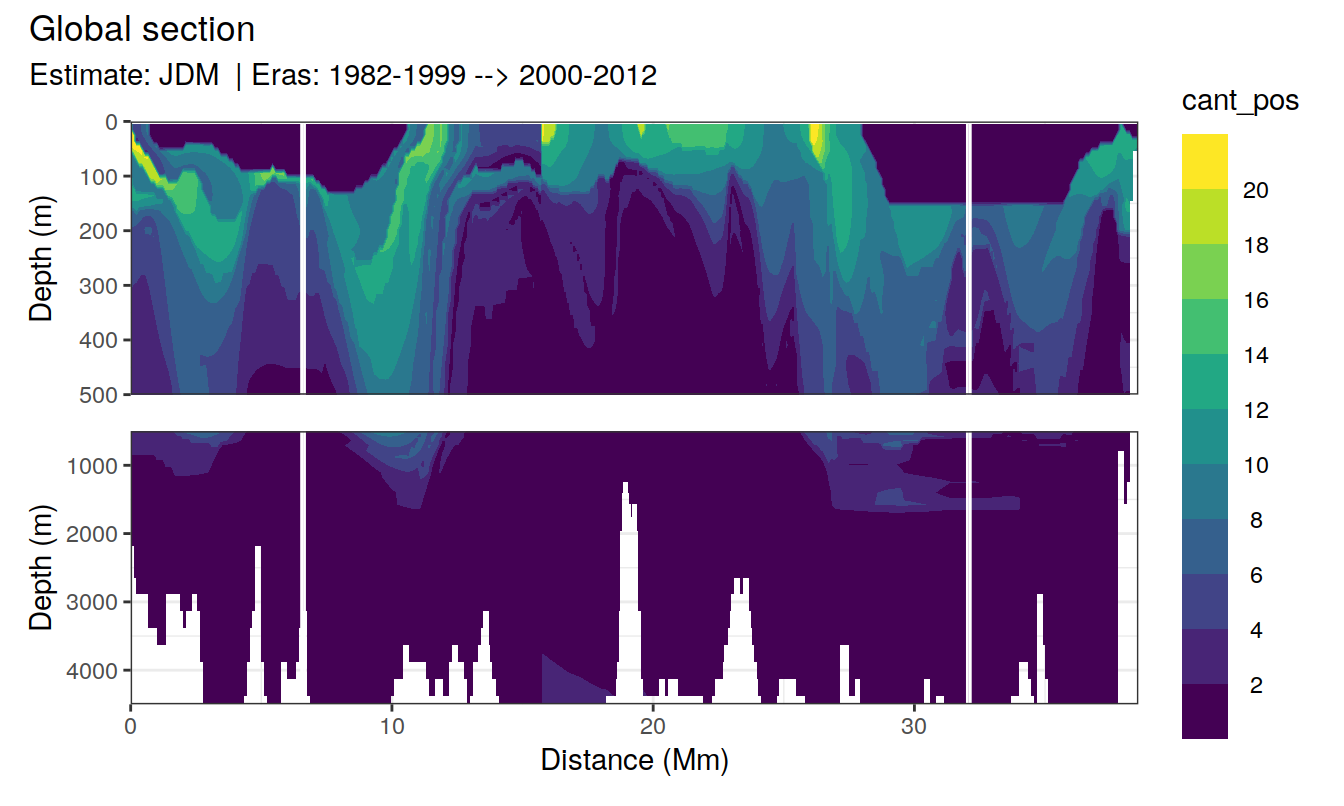 Global section
Estimate: JDM | Eras: 1982-1999 --> 2000-2012
cant_pos
20
18
16
14
12
10
8
6
4
2
Depth (m)
0
100
200
300
400
500
Depth (m)
1000
2000
3000
4000
0 10 20 30
Distance (Mm)